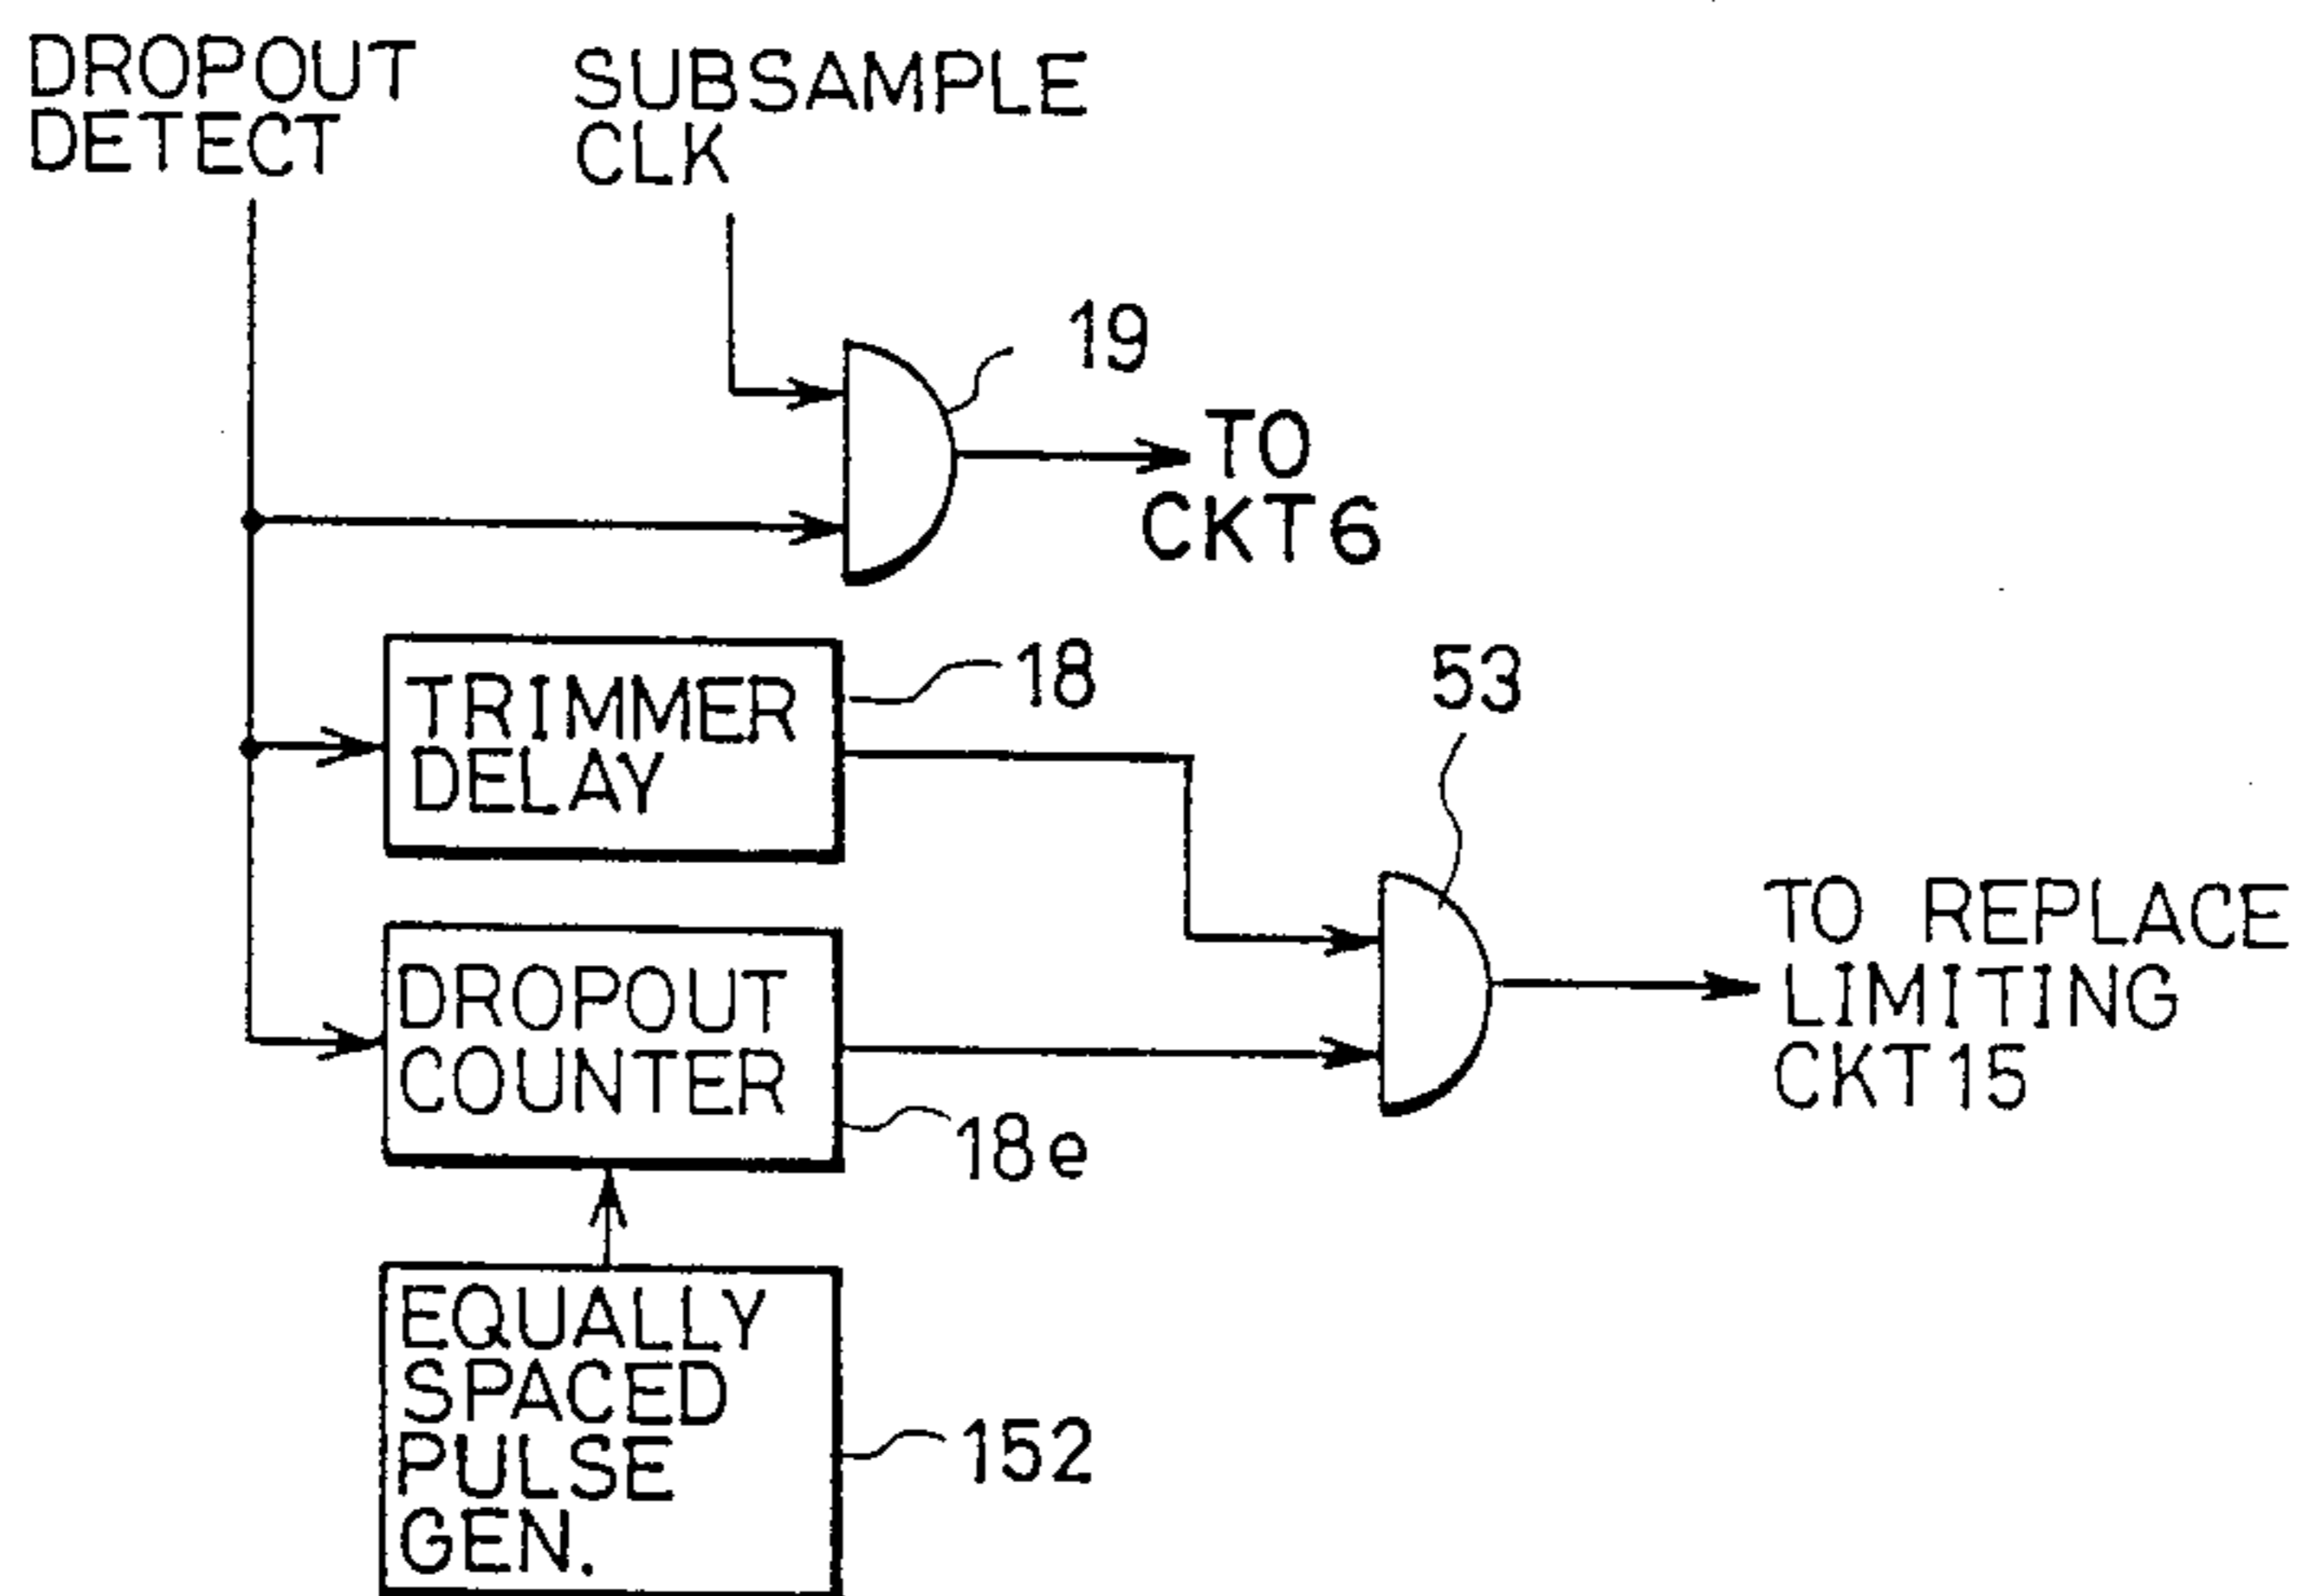 DROPOUT
DETECT
SUBSAMPLE
CLK
19
TO
CKT6
TRIMMER
DELAY
18
53
DROPOUT
COUNTER
18e
TO REPLACE
LIMITING
CKT15
EQUALLY
SPACED
PULSE
GEN.
152